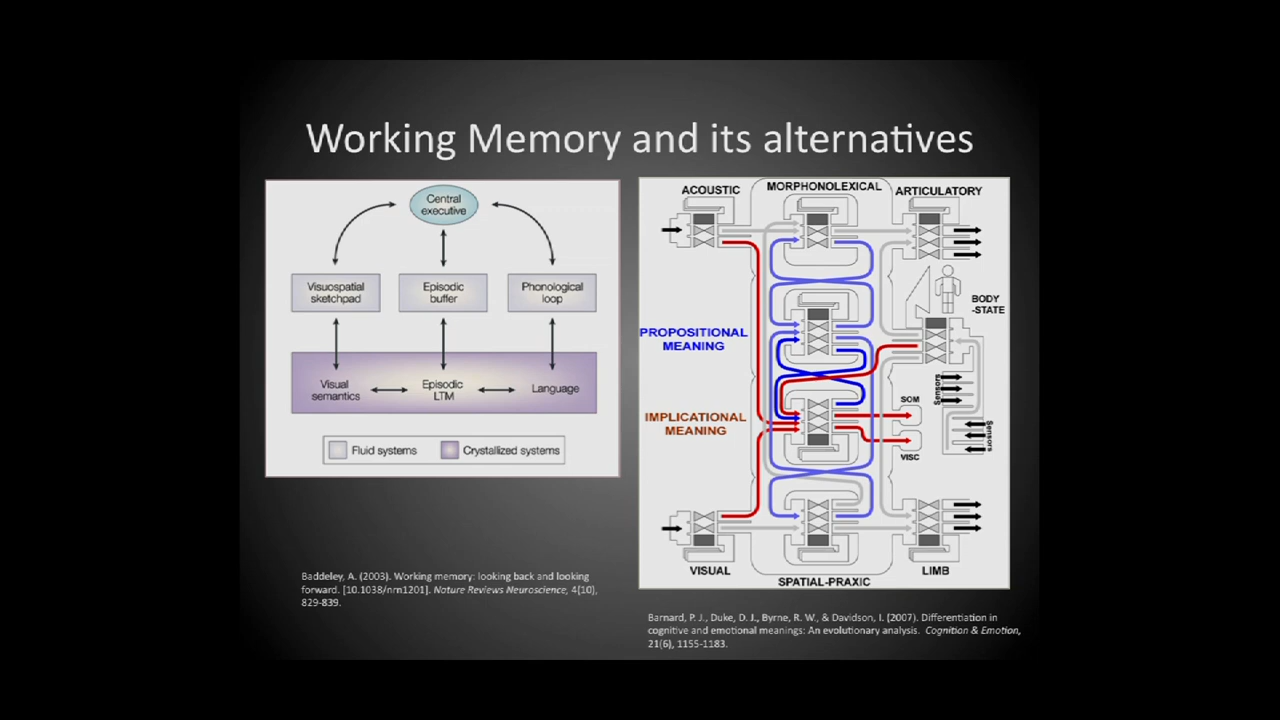 Working Memory and its alternatives
Central
executive
Visuospatial
sketchpad
Episodic
buffer
Phonological
loop
Visual
semantics
Episodic
LTM
Language
Fluid systems
Crystallized systems
Baddeley, A. (2003). Working memory: looking back and looking
forward. [10.1038/nrn1201]. Nature Reviews Neuroscience, 4(10),
829-839.
ACOUSTIC
MORPHONOLEXICAL
ARTICULATORY
BODY
-STATE
PROPOSITIONAL
MEANING
IMPLICATIONAL
MEANING
Sensors
SOM
Sensors
VISC
VISUAL
SPATIAL-PRAXIC
LIMB
Barnard, P. J., Duke, D. J., Byrne, R. W., & Davidson, I. (2007). Differentiation in
cognitive and emotional meanings: An evolutionary analysis. Cognition & Emotion,
21(6), 1155-1183.